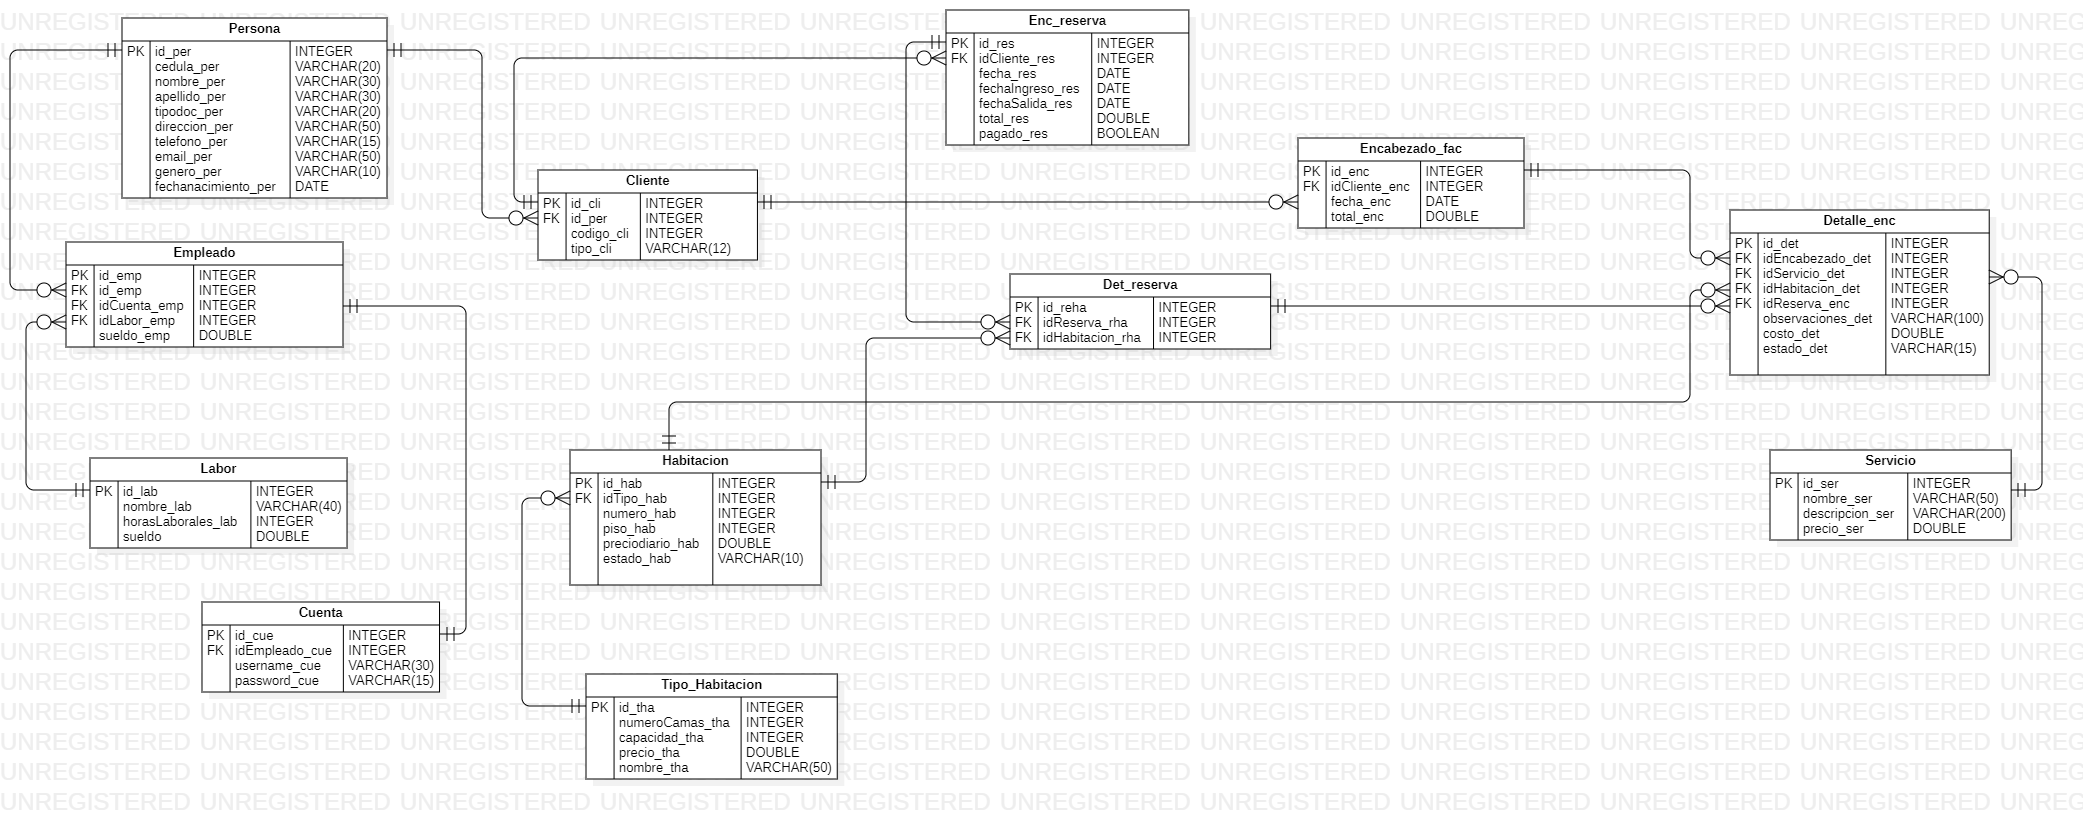 Persona
PK id_per INTEGER
cedula_per VARCHAR(20)
nombre_per VARCHAR(30)
apellido_per VARCHAR(30)
tipodoc_per VARCHAR(20)
direccion_per VARCHAR(50)
telefono_per VARCHAR(15)
email_per VARCHAR(50)
genero_per VARCHAR(10)
fechanacimiento_per DATE
Enc_reserva
PK id_res INTEGER
FK idCliente_res INTEGER
fecha_res DATE
fechaIngreso_res DATE
fechaSalida_res DATE
total_res DOUBLE
pagado_res BOOLEAN
Encabezado_fac
PK id_enc INTEGER
FK idCliente_enc INTEGER
fecha_enc DATE
total_enc DOUBLE
Cliente
PK id_cli INTEGER
FK id_per INTEGER
codigo_cli INTEGER
tipo_cli VARCHAR(12)
Detalle_enc
PK id_det INTEGER
FK idEncabezado_det INTEGER
FK idServicio_det INTEGER
FK idHabitacion_det INTEGER
FK idReserva_enc INTEGER
observaciones_det VARCHAR(100)
costo_det DOUBLE
estado_det VARCHAR(15)
Empleado
PK id_emp INTEGER
FK id_emp INTEGER
FK idCuenta_emp INTEGER
FK idLabor_emp INTEGER
sueldo_emp DOUBLE
Det_reserva
PK id_reha INTEGER
FK idReserva_rha INTEGER
FK idHabitacion_rha INTEGER
Labor
PK id_lab INTEGER
nombre_lab VARCHAR(40)
horasLaborales_lab INTEGER
sueldo DOUBLE
Habitacion
PK id_hab INTEGER
FK idTipo_hab INTEGER
numero_hab INTEGER
piso_hab INTEGER
preciodiario_hab DOUBLE
estado_hab VARCHAR(10)
Servicio
PK id_ser INTEGER
nombre_ser VARCHAR(50)
descripcion_ser VARCHAR(200)
precio_ser DOUBLE
Cuenta
PK id_cue INTEGER
FK idEmpleado_cue INTEGER
username_cue VARCHAR(30)
password_cue VARCHAR(15)
Tipo_Habitacion
PK id_tha INTEGER
numeroCamas_tha INTEGER
capacidad_tha INTEGER
precio_tha DOUBLE
nombre_tha VARCHAR(50)
UNREGISTERED